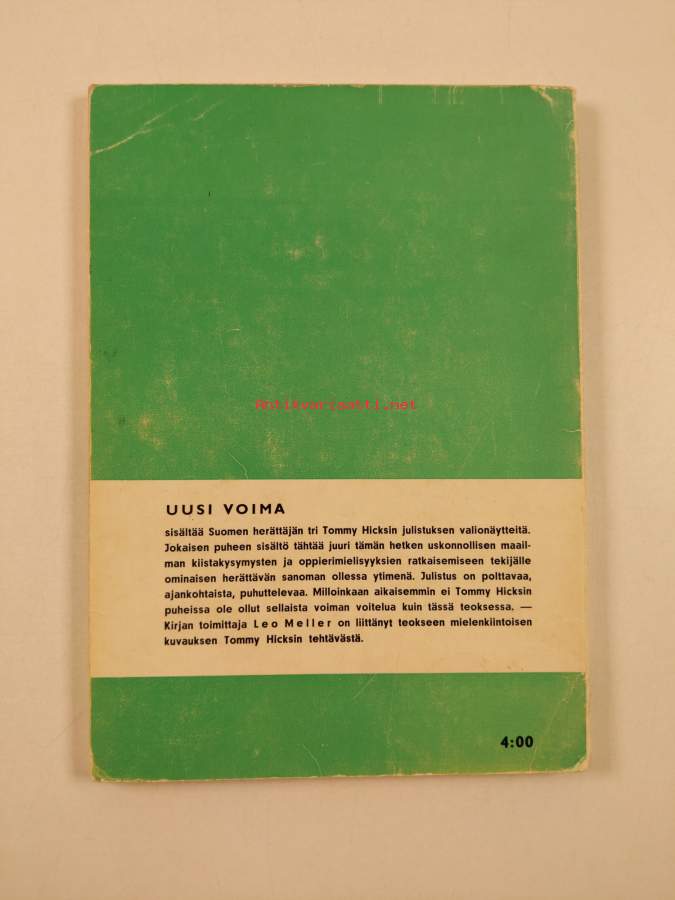 Antikvariaatti.net
UUSI VOIMA
sisältää Suomen herättäjän tri Tommy Hicksin julistuksen valionäytteitä.
Jokaisen puheen sisältö tähtää juuri tämän hetken uskonnollisen maail-
man kiistakysymysten ja oppierimielisyyksien ratkaisemiseen tekijälle
ominaisen herättävän sanoman ollessa ytimenä. Julistus on polttavaa,
ajankohtaista, puhuttelevaa. Milloinkaan aikaisemmin ei Tommy Hicksin
puheissa ole ollut sellaista voiman voitelua kuin tässä teoksessa. —
Kirjan toimittaja Leo Meller on liittänyt teokseen mielenkiintoisen
kuvauksen Tommy Hicksin tehtävästä.
4:00